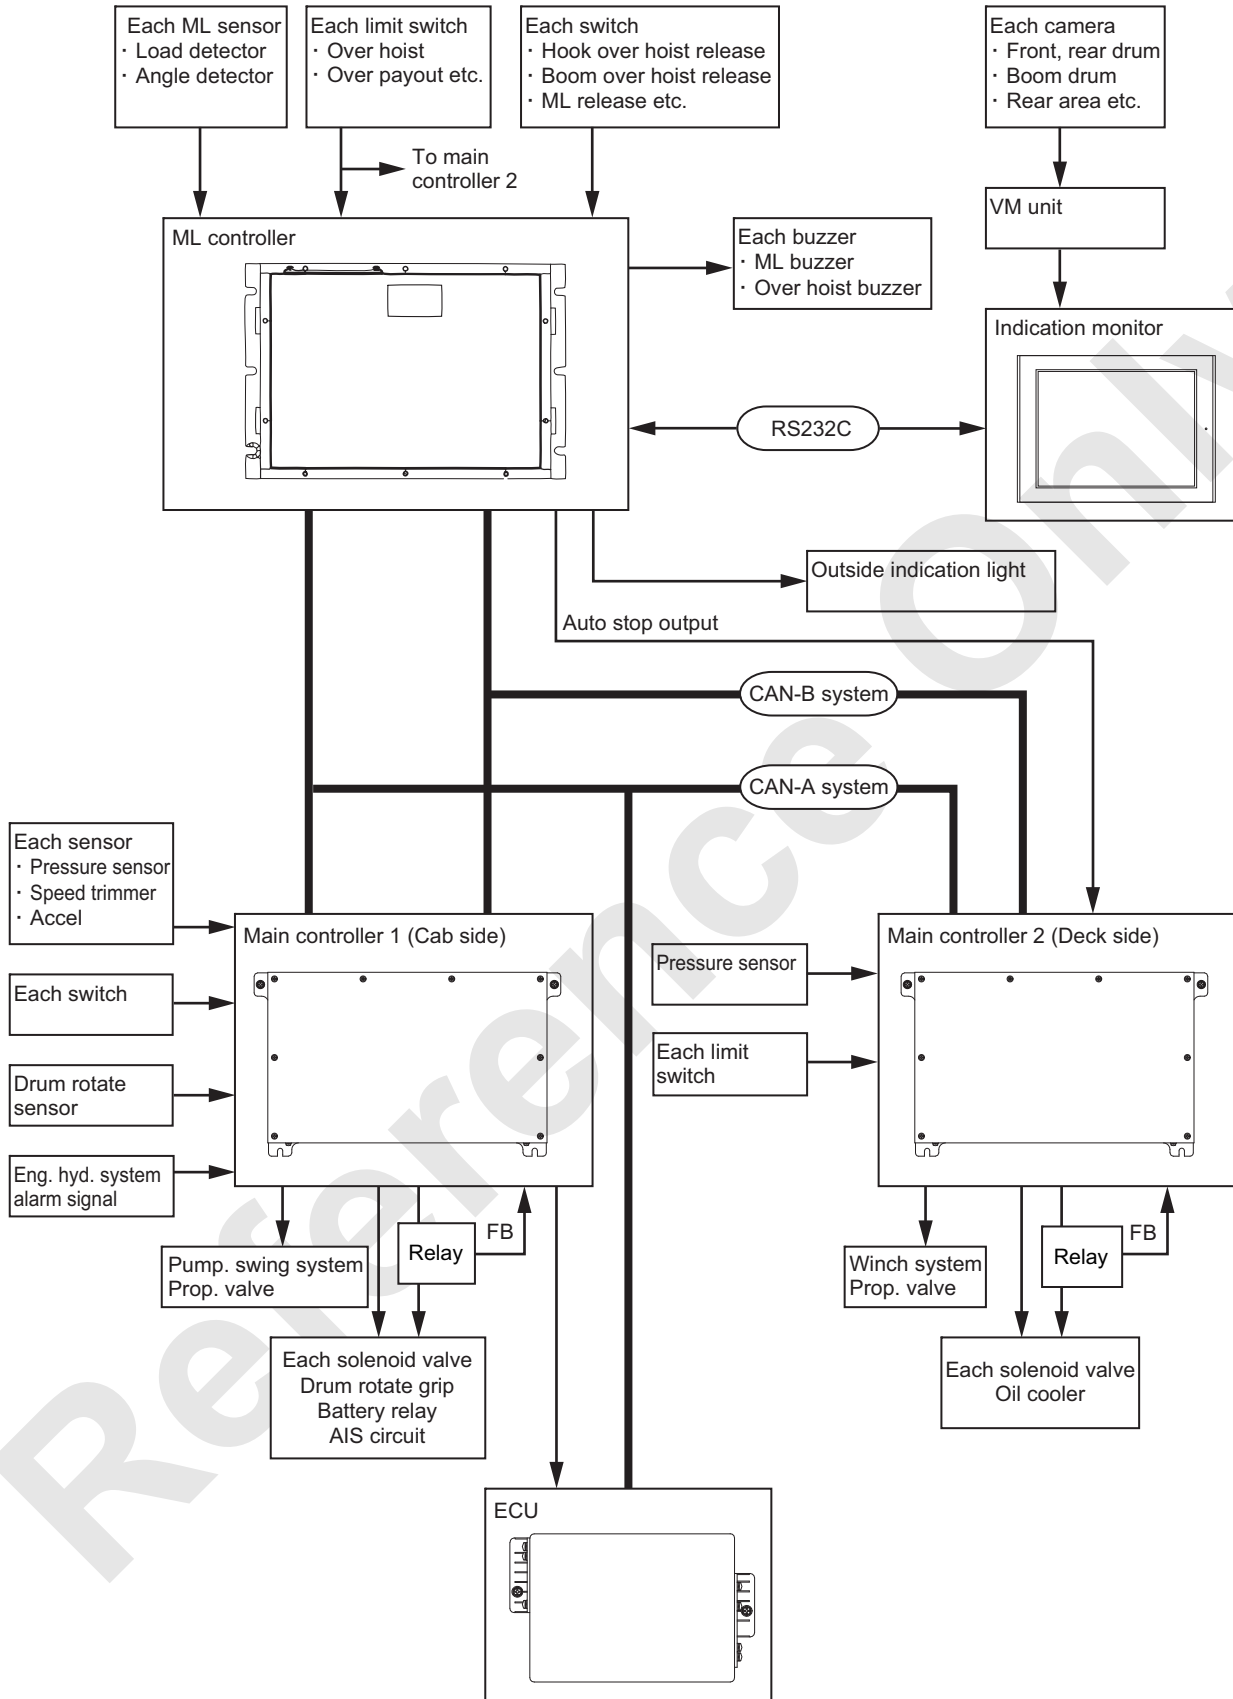 Each ML sensor
· Load detector
· Angle detector
Each limit switch
· Over hoist
· Over payout etc.
Each switch
· Hook over hoist release
· Boom over hoist release
· ML release etc.
Each camera
· Front, rear drum
· Boom drum
· Rear area etc.
To main
controller 2
VM unit
ML controller
Each buzzer
· ML buzzer
· Over hoist buzzer
Indication monitor
RS232C
Outside indication light
Auto stop output
CAN-B system
CAN-A system
Each sensor
· Pressure sensor
· Speed trimmer
· Accel
Main controller 1 (Cab side)
Main controller 2 (Deck side)
Pressure sensor
Each switch
Each limit
switch
Drum rotate
sensor
Eng. hyd. system
alarm signal
FB
Relay
Pump. swing system
Prop. valve
FB
Relay
Winch system
Prop. valve
Each solenoid valve
Drum rotate grip
Battery relay
AIS circuit
Each solenoid valve
Oil cooler
ECU
Reference Only